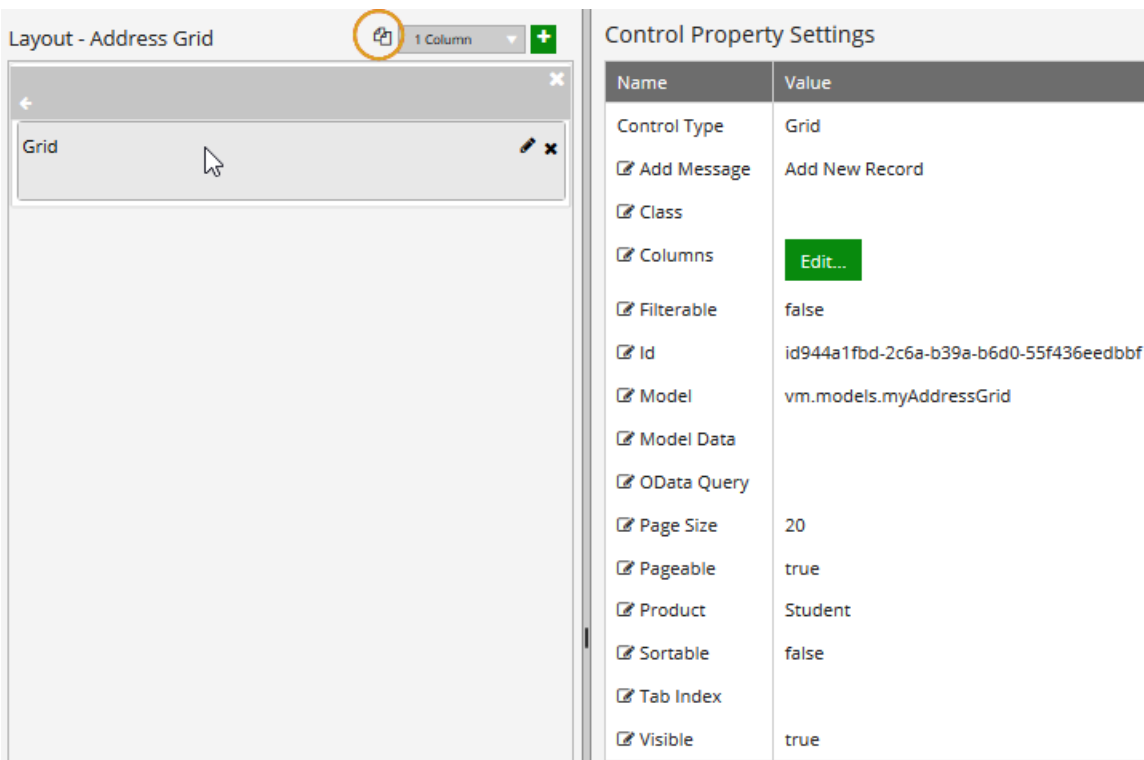 Layout - Address Grid
1 Column
Grid
Control Property Settings
Name Value
Control Type Grid
Add Message Add New Record
Class
Columns Edit...
Filterable false
Id id944a1fbd-2c6a-b39a-b6d0-55f436eedbbf
Model vm.models.myAddressGrid
Model Data
OData Query
Page Size 20
Pageable true
Product Student
Sortable false
Tab Index
Visible true